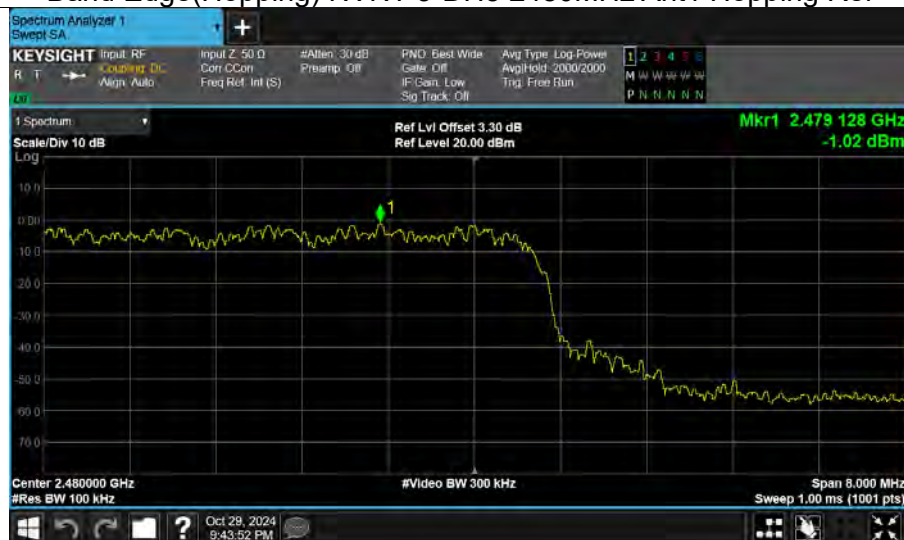 Spectrum Analyzer 1
Swept SA
+
KEYSIGHT
R T
Input: RF
Coupling: DC
Align: Auto
Input Z: 50 Ω
Corr CCorr
Freq Ref: Int (S)
#Atten: 30 dB
Preamp: Off
PNO: Best Wide
Gate: Off
IF Gain: Low
Sig Track: Off
Avg Type: Log-Power
Avg|Hold: 2000/2000
Trig: Free Run
1 2 3 4 5 6
M W W W W W
P N N N N N
1 Spectrum
Scale/Div 10 dB
Log
Ref Lvl Offset 3.30 dB
Ref Level 20.00 dBm
Mkr1 2.479 128 GHz
-1.02 dBm
10.0
0.00
-10.0
-20.0
-30.0
-40.0
-50.0
-60.0
-70.0
1
Center 2.480000 GHz
#Res BW 100 kHz
#Video BW 300 kHz
Span 8.000 MHz
Sweep 1.00 ms (1001 pts)
?
Oct 29, 2024
9:43:52 PM